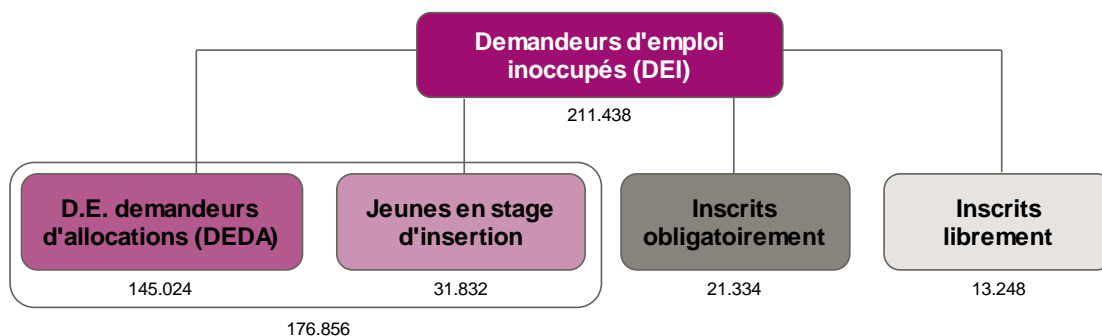 Demandeurs d'emploi
inoccupés (DEI)
211.438
D.E. demandeurs
d'allocations (DEDA)
Jeunes en stage
d'insertion
Inscrits
obligatoirement
Inscrits
librement
145.024
31.832
21.334
13.248
176.856